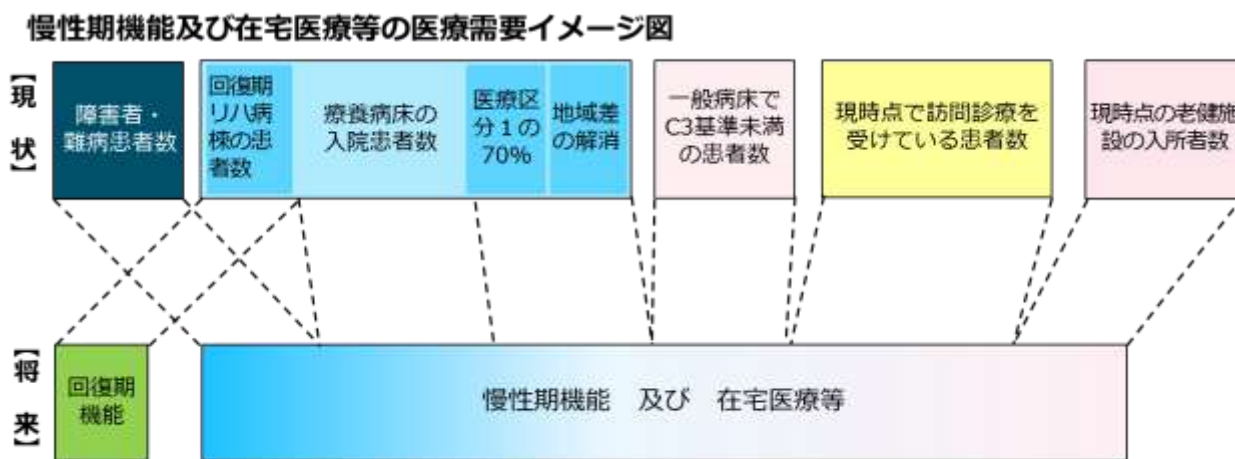 慢性期機能及び在宅医療等の医療需要イメージ図
【現状】
障害者・
難病患者数
回復期
リハ病
棟の患
者数
療養病床の
入院患者数
医療区
分１の
70%
地域差
の解消
一般病床で
C3基準未満
の患者数
現時点で訪問診療を
受けている患者数
現時点の老健施
設の入所者数
【将来】
回復期
機能
慢性期機能　及び　在宅医療等